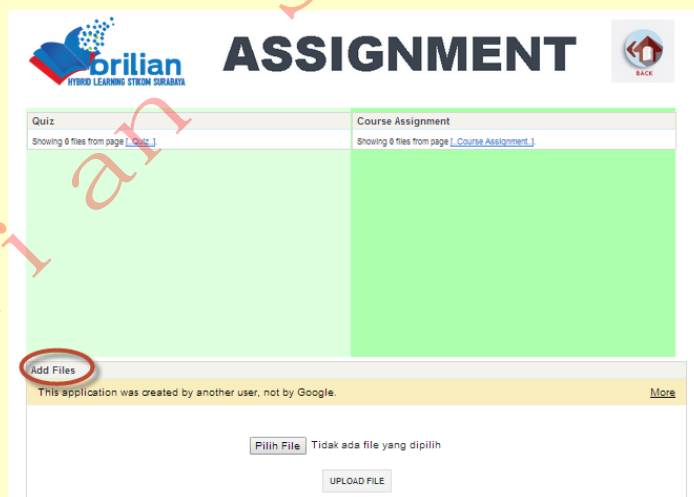 brilian
HYBRID LEARNING STIKOM SURABAYA
ASSIGNMENT
BACK
Quiz
Showing 0 files from page [..Quiz..].
Course Assignment
Showing 0 files from page [..Course Assignment..].
Add Files
This application was created by another user, not by Google.
More
Pilih File Tidak ada file yang dipilih
UPLOAD FILE